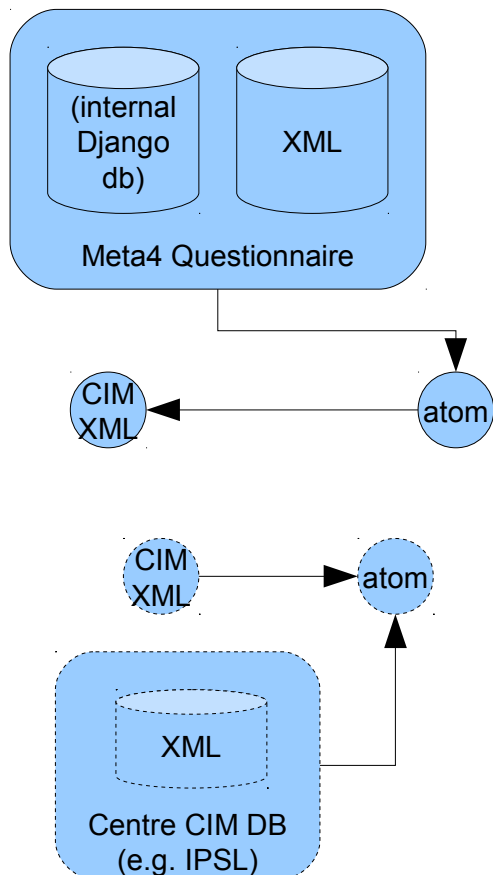 (internal
Django
db)
XML
Meta4 Questionnaire
CIM
XML
atom
CIM
XML
atom
XML
Centre CIM DB
(e.g. IPSL)